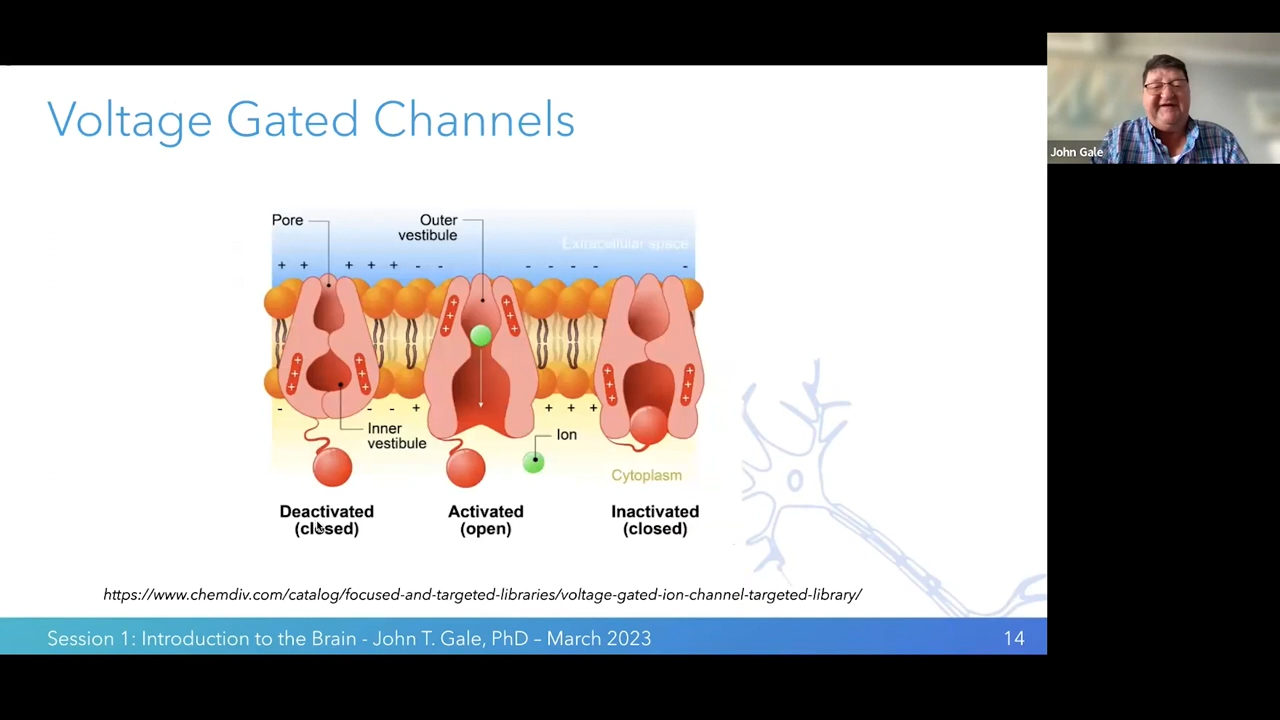 Voltage Gated Channels
John Gale
Pore
Outer
vestibule
Extracellular space
+ + + + + - - - - - - -
+ + + +
+ + + +
+ + + + + +
+ + + + + +
- - - + + + +
Inner
vestibule
Ion
Cytoplasm
Deactivated
(closed)
Activated
(open)
Inactivated
(closed)
https://www.chemdiv.com/catalog/focused-and-targeted-libraries/voltage-gated-ion-channel-targeted-library/
Session 1: Introduction to the Brain - John T. Gale, PhD – March 2023
14